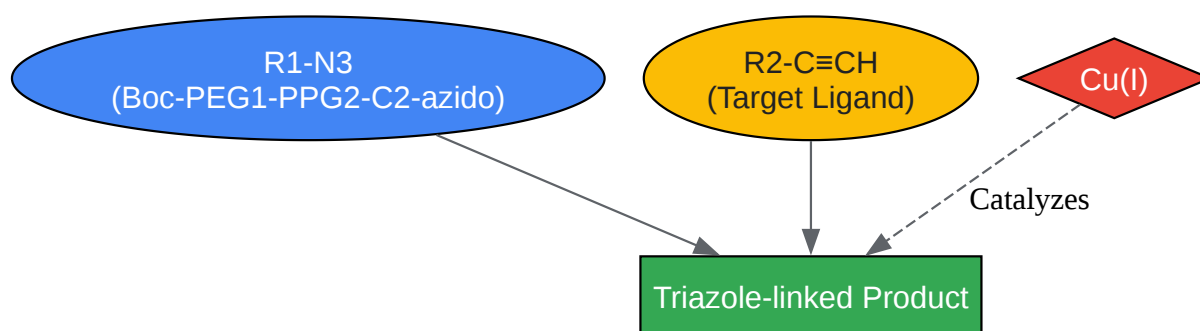 R1-N3
(Boc-PEG1-PPG2-C2-azido)
R2-C≡CH
(Target Ligand)
Cu(I)
Catalyzes
Triazole-linked Product